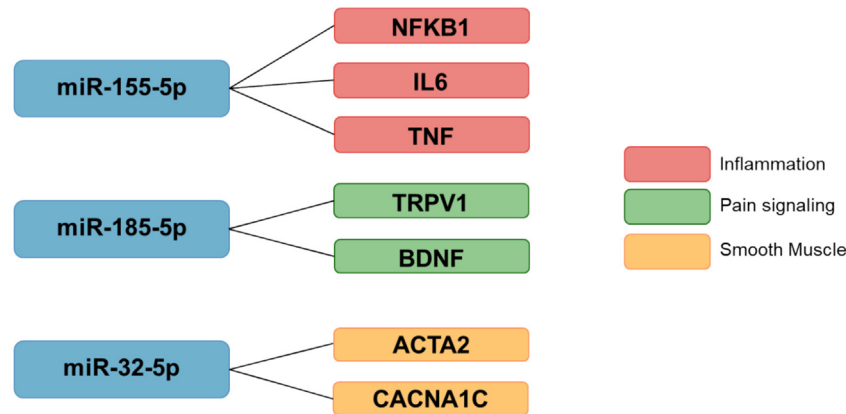 NFKB1
miR-155-5p
IL6
TNF
Inflammation
TRPV1
Pain signaling
miR-185-5p
BDNF
Smooth Muscle
ACTA2
miR-32-5p
CACNA1C